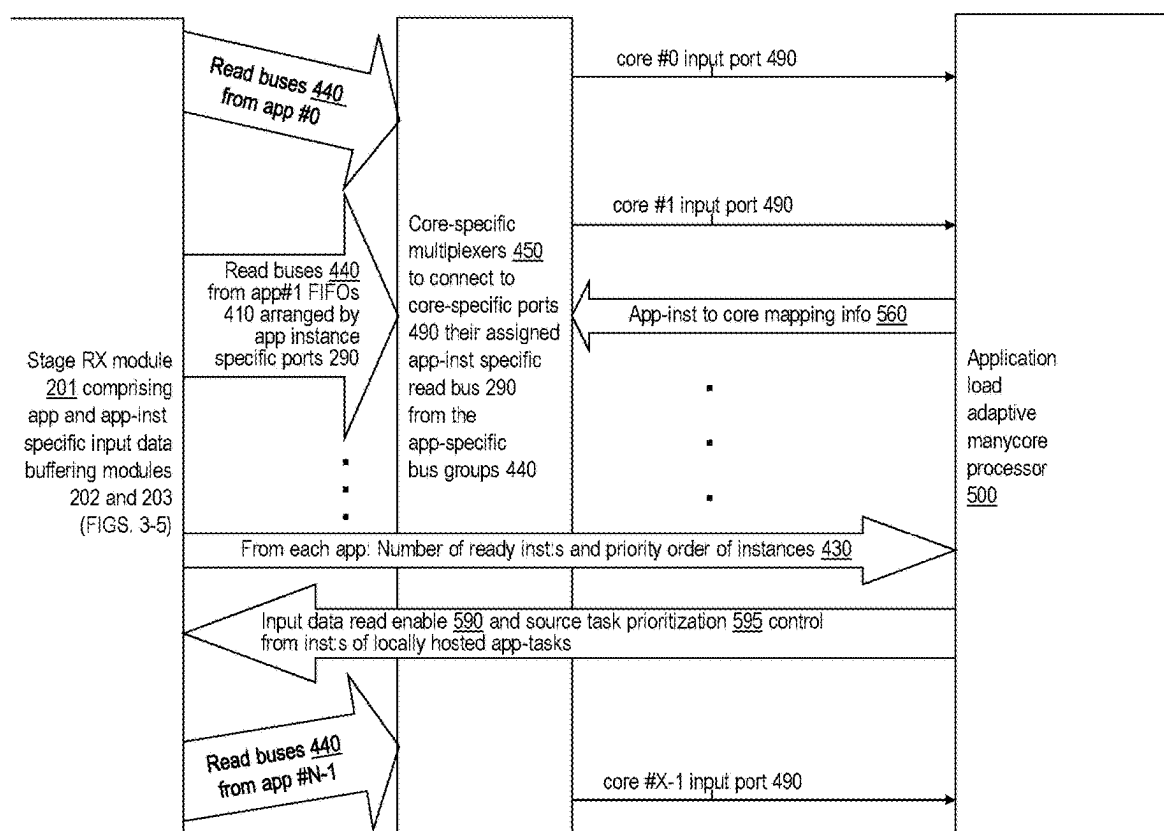 Read buses 440
from app #0
core #0 input port 490
core #1 input port 490
Read buses 440
from app#1 FIFOs
410 arranged by
app instance
specific ports 290
Core-specific
multiplexers 450
to connect to
core-specific ports
490 their assigned
app-inst specific
read bus 290
from the
app-specific
bus groups 440
App-inst to core mapping info 560
Stage RX module
201 comprising
app and app-inst
specific input data
buffering modules
202 and 203
(FIGS. 3-5)
Application
load
adaptive
manycore
processor
500
From each app: Number of ready inst:s and priority order of instances 430
Input data read enable 590 and source task prioritization 595 control
from inst:s of locally hosted app-tasks
Read buses 440
from app #N-1
core #X-1 input port 490